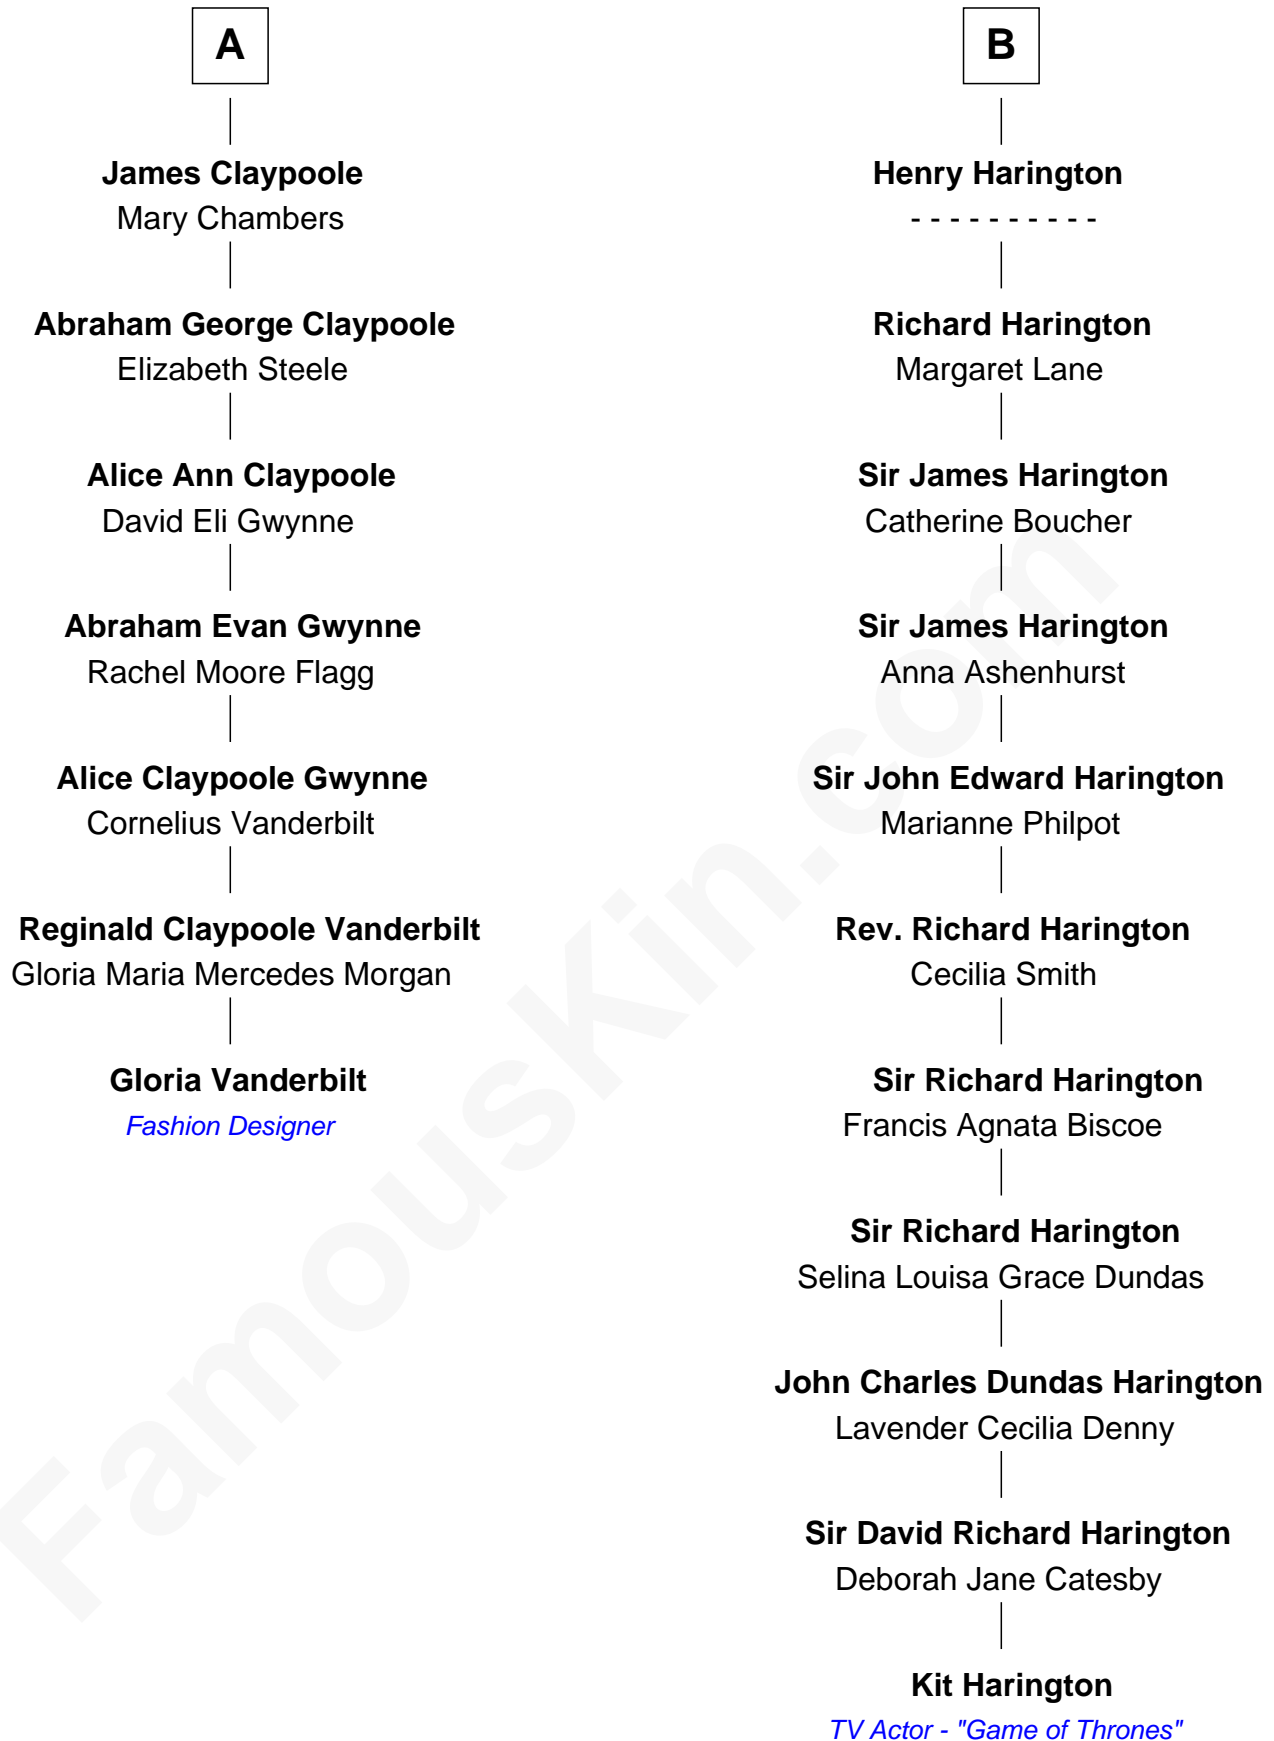 A
James Claypoole
Mary Chambers
Abraham George Claypoole
Elizabeth Steele
Alice Ann Claypoole
David Eli Gwynne
Abraham Evan Gwynne
Rachel Moore Flagg
Alice Claypoole Gwynne
Cornelius Vanderbilt
Reginald Claypoole Vanderbilt
Gloria Maria Mercedes Morgan
Gloria Vanderbilt
Fashion Designer
B
Henry Harington
- - - - - - - - - -
Richard Harington
Margaret Lane
Sir James Harington
Catherine Boucher
Sir James Harington
Anna Ashenhurst
Sir John Edward Harington
Marianne Philpot
Rev. Richard Harington
Cecilia Smith
Sir Richard Harington
Francis Agnata Biscoe
Sir Richard Harington
Selina Louisa Grace Dundas
John Charles Dundas Harington
Lavender Cecilia Denny
Sir David Richard Harington
Deborah Jane Catesby
Kit Harington
TV Actor - "Game of Thrones"
FamousKin.com